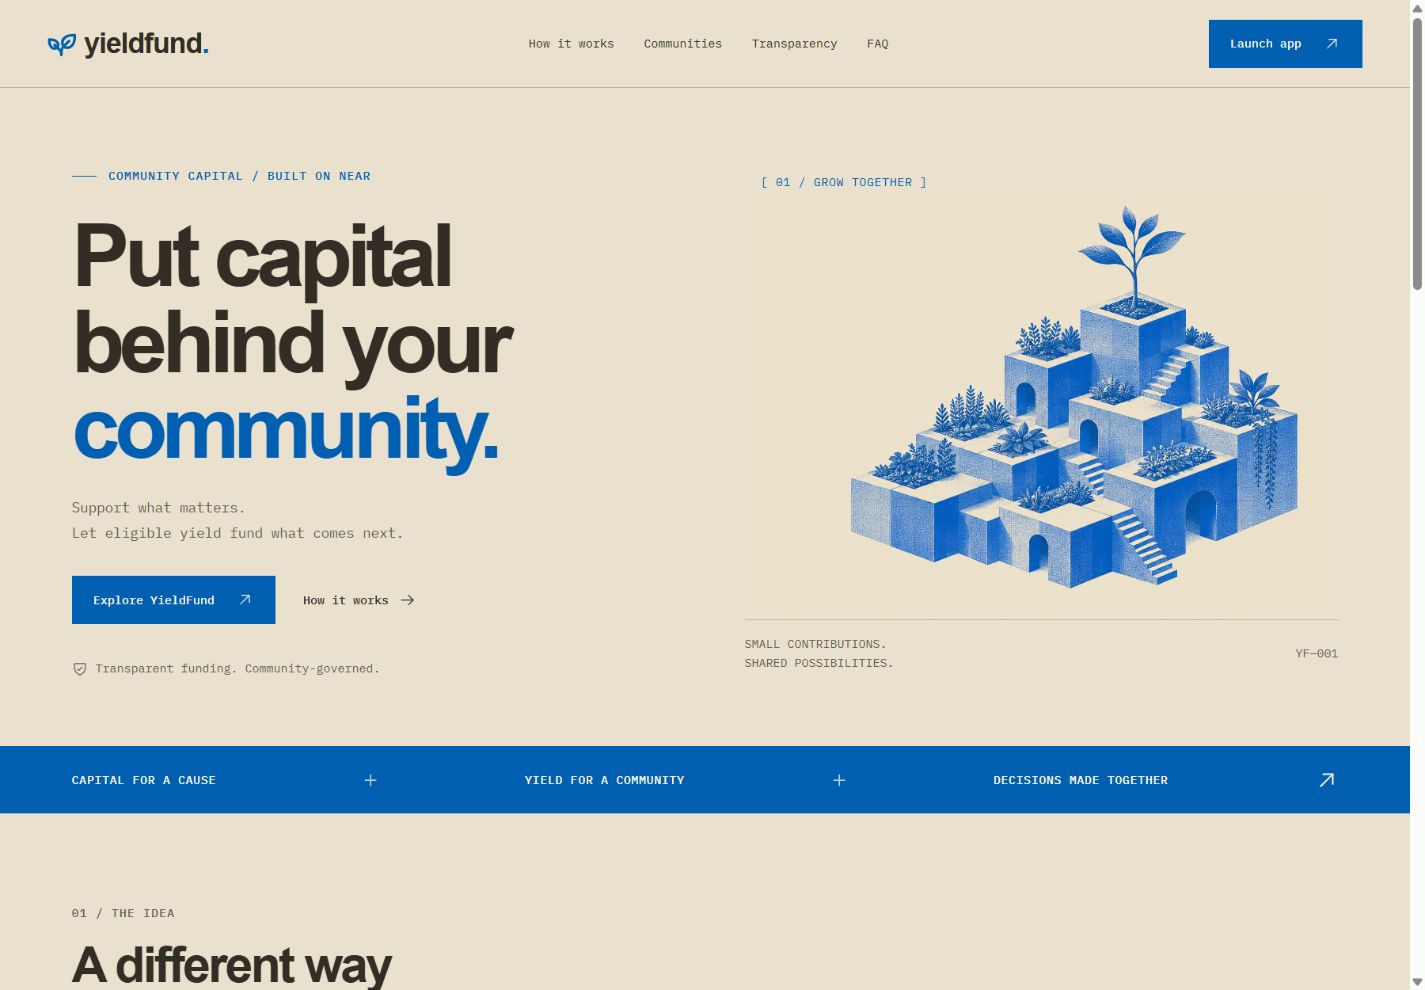 yieldfund.
How it works
Communities
Transparency
FAQ
Launch app
COMMUNITY CAPITAL / BUILT ON NEAR
Put capital
behind your
community.
Support what matters.
Let eligible yield fund what comes next.
Explore YieldFund
How it works
Transparent funding. Community-governed.
[ 01 / GROW TOGETHER ]
SMALL CONTRIBUTIONS.
SHARED POSSIBILITIES.
YF—001
CAPITAL FOR A CAUSE
YIELD FOR A COMMUNITY
DECISIONS MADE TOGETHER
01 / THE IDEA
A different way